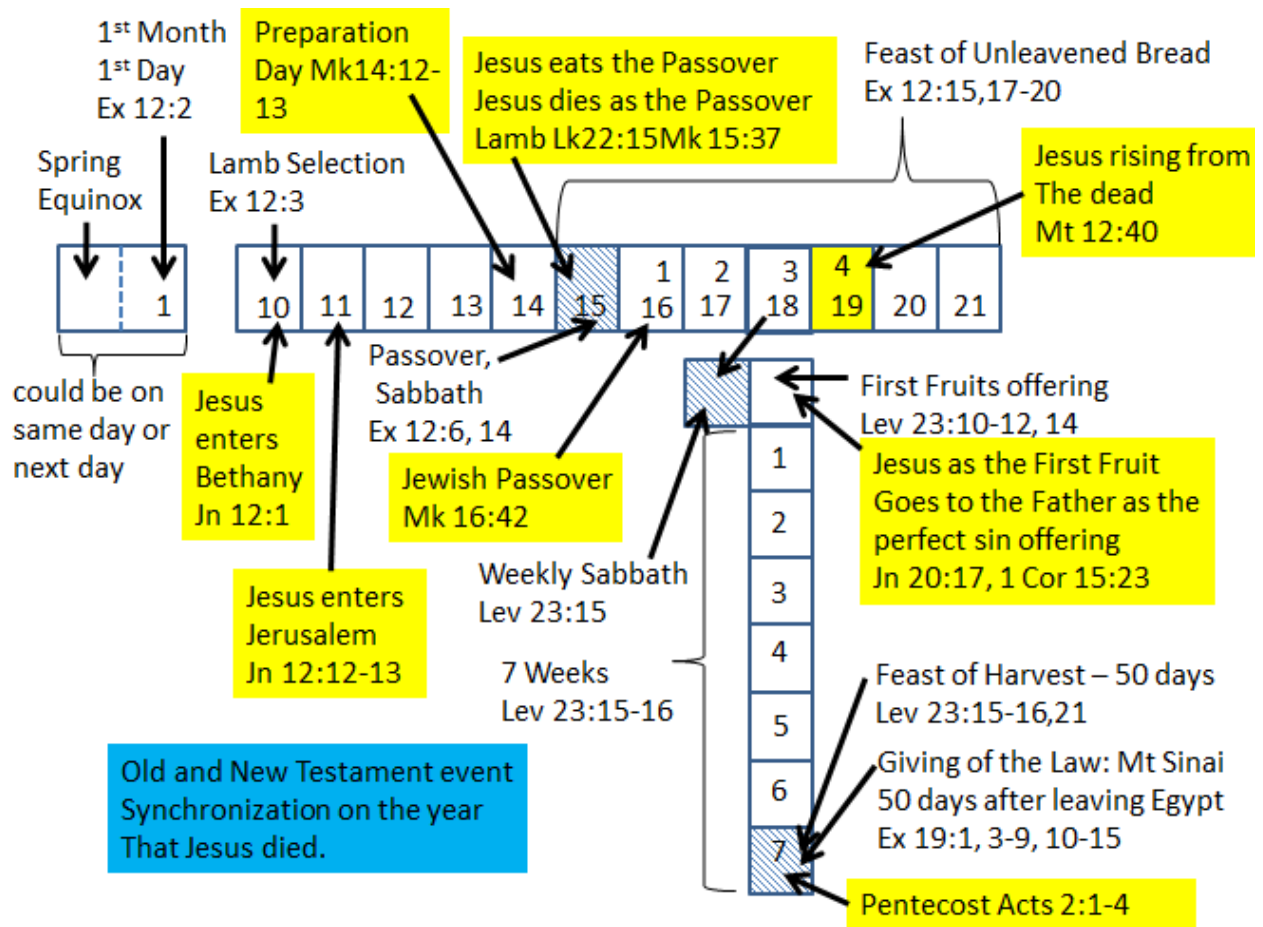 1st Month
1st Day
Ex 12:2
Preparation
Day Mk14:12-
13
Jesus eats the Passover
Jesus dies as the Passover
Lamb Lk22:15Mk 15:37
Feast of Unleavened Bread
Ex 12:15,17-20
Spring
Equinox
Lamb Selection
Ex 12:3
Jesus rising from
The dead
Mt 12:40
1 2 3 4
1 10 11 12 13 14 15 16 17 18 19 20 21
could be on
same day or
next day
Jesus
enters
Bethany
Jn 12:1
Passover,
Sabbath
Ex 12:6, 14
Jewish Passover
Mk 16:42
First Fruits offering
Lev 23:10-12, 14
Jesus as the First Fruit
Goes to the Father as the
perfect sin offering
Jn 20:17, 1 Cor 15:23
Jesus enters
Jerusalem
Jn 12:12-13
Weekly Sabbath
Lev 23:15
7 Weeks
Lev 23:15-16
1
2
3
4
5
6
7
Feast of Harvest – 50 days
Lev 23:15-16,21
Giving of the Law: Mt Sinai
50 days after leaving Egypt
Ex 19:1, 3-9, 10-15
Pentecost Acts 2:1-4
Old and New Testament event
Synchronization on the year
That Jesus died.